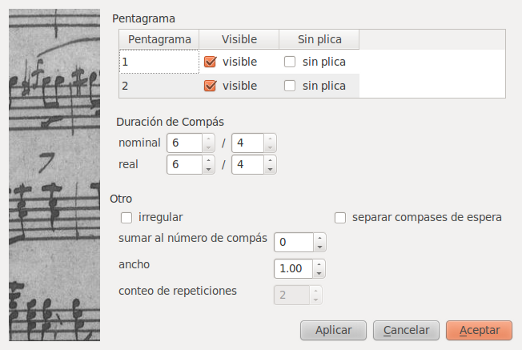 Pentagrama
Pentagrama Visible Sin plica
1 visible sin plica
2 visible sin plica
Duración de Compás
nominal 6 / 4
real 6 / 4
Otro
irregular separar compases de espera
sumar al número de compás 0
ancho 1.00
conteo de repeticiones 2
Aplicar Cancelar Aceptar